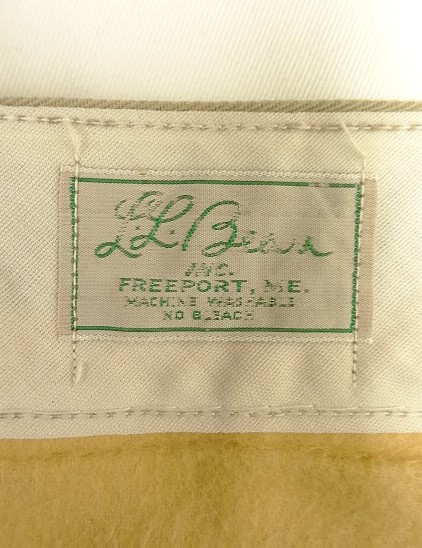 L.L. Bean
INC.
FREEPORT, ME.
MACHINE WASHABLE
NO BLEACH